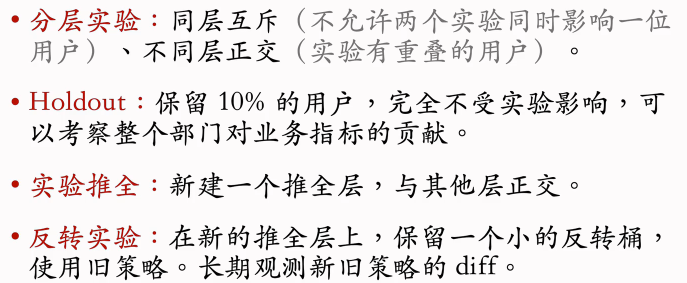 • 分层实验：同层互斥（不允许两个实验同时影响一位
用户）、不同层正交（实验有重叠的用户）。
• Holdout：保留 10% 的用户，完全不受实验影响，可
以考察整个部门对业务指标的贡献。
• 实验推全：新建一个推全层，与其他层正交。
• 反转实验：在新的推全层上，保留一个小的反转桶，
使用旧策略。长期观测新旧策略的 diff。